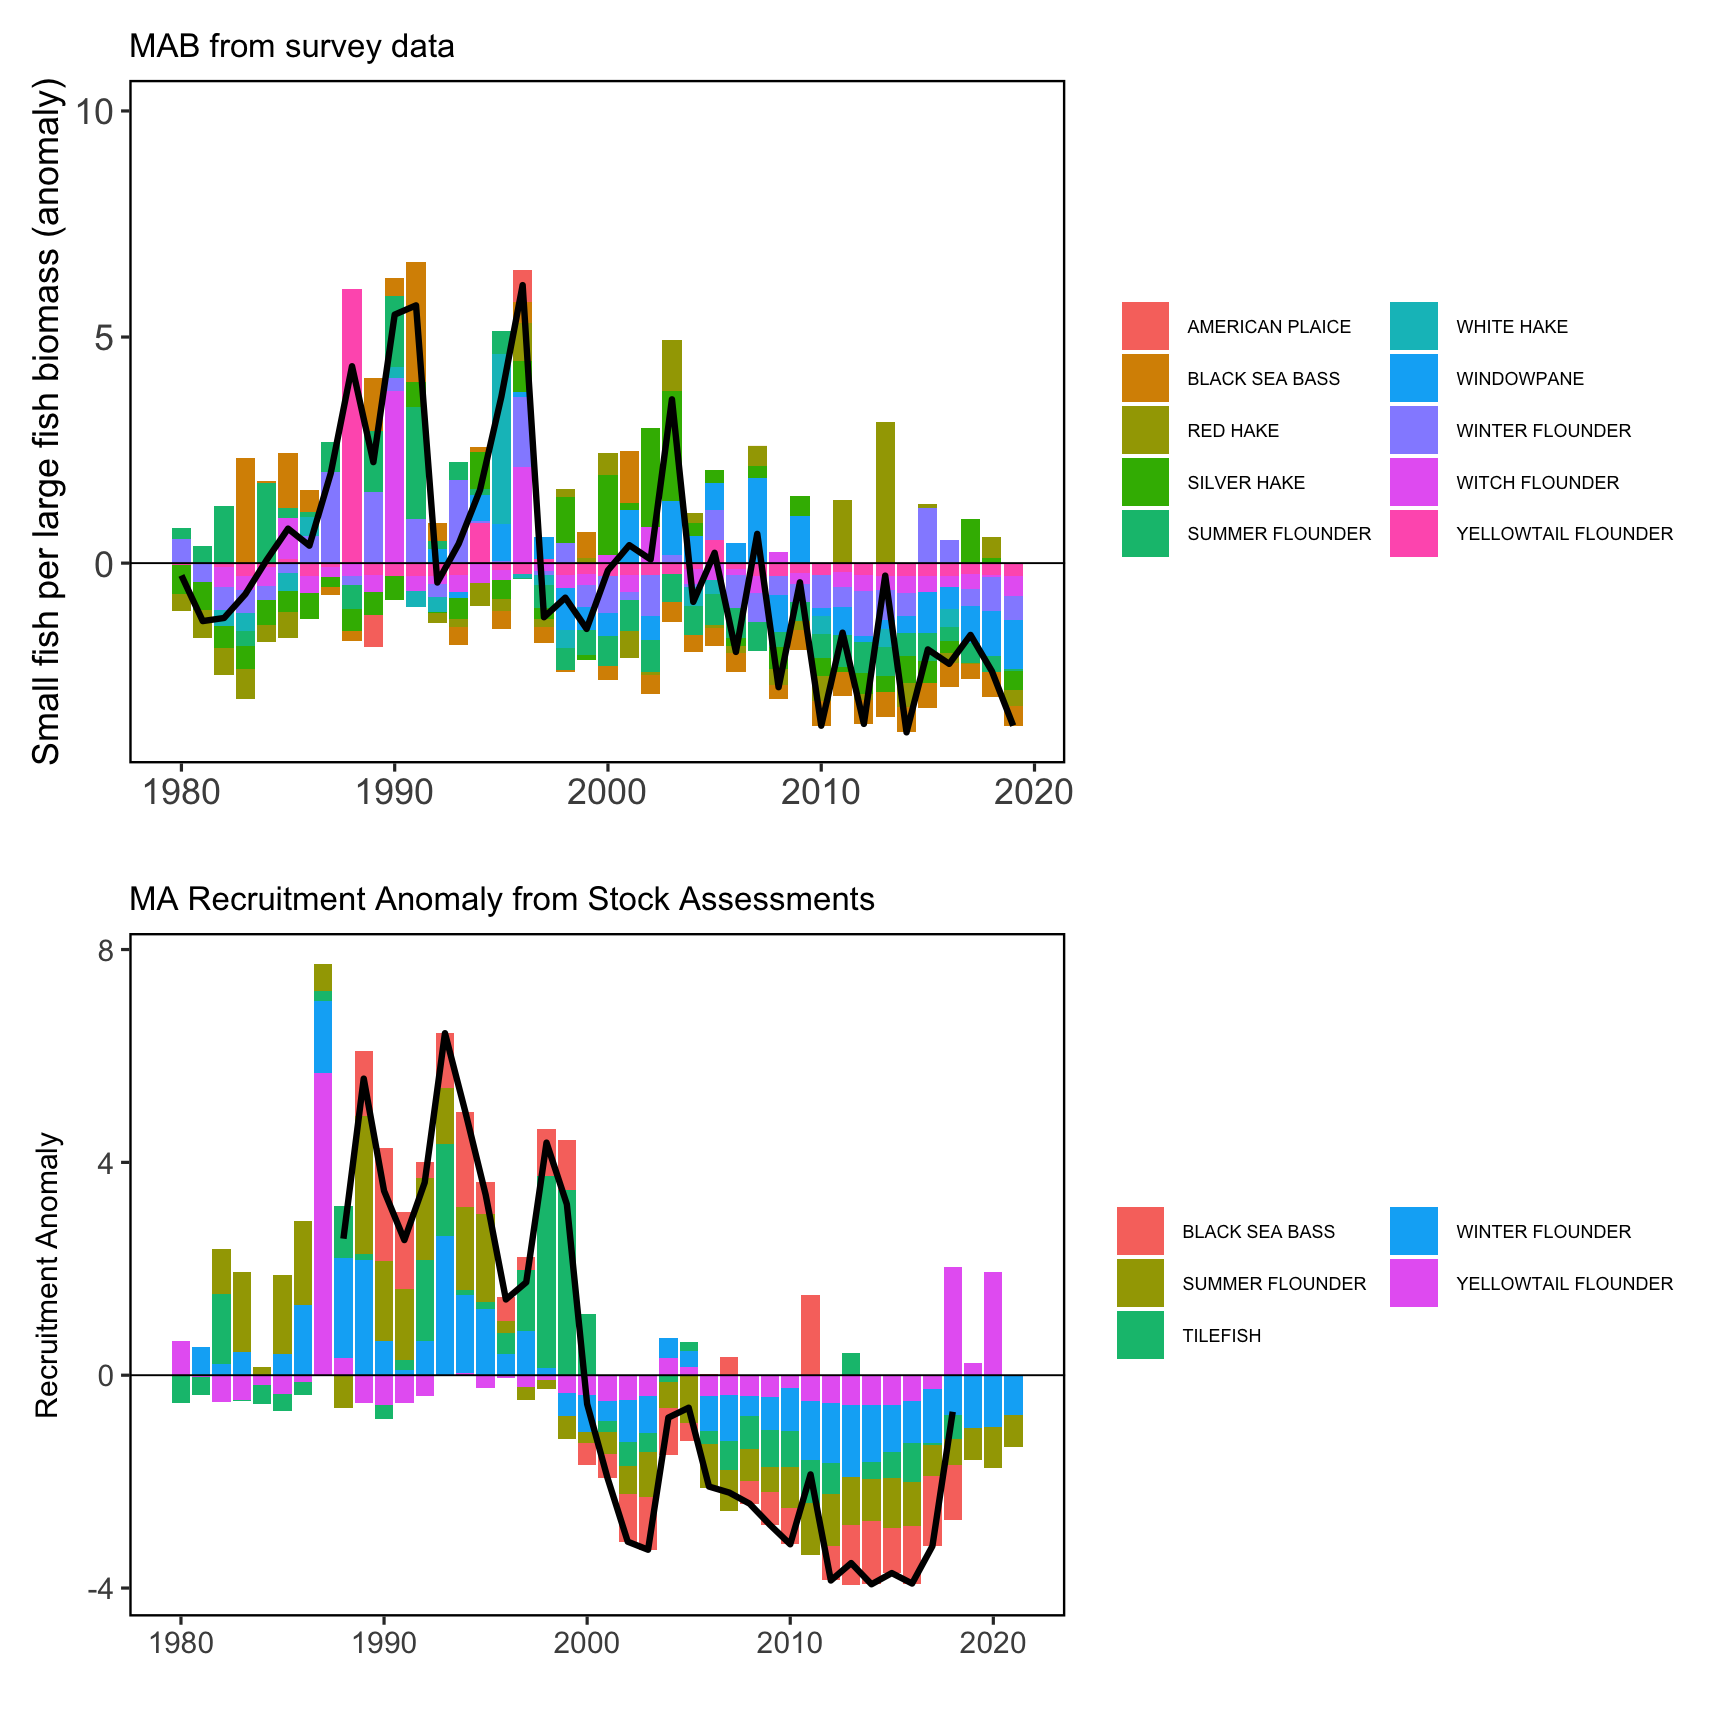 MAB from survey data
Small fish per large fish biomass (anomaly)
10
5
0
1980
1990
2000
2010
2020
AMERICAN PLAICE
BLACK SEA BASS
RED HAKE
SILVER HAKE
SUMMER FLOUNDER
WHITE HAKE
WINDOWPANE
WINTER FLOUNDER
WITCH FLOUNDER
YELLOWTAIL FLOUNDER
MA Recruitment Anomaly from Stock Assessments
Recruitment Anomaly
8
4
0
-4
1980
1990
2000
2010
2020
BLACK SEA BASS
SUMMER FLOUNDER
TILEFISH
WINTER FLOUNDER
YELLOWTAIL FLOUNDER